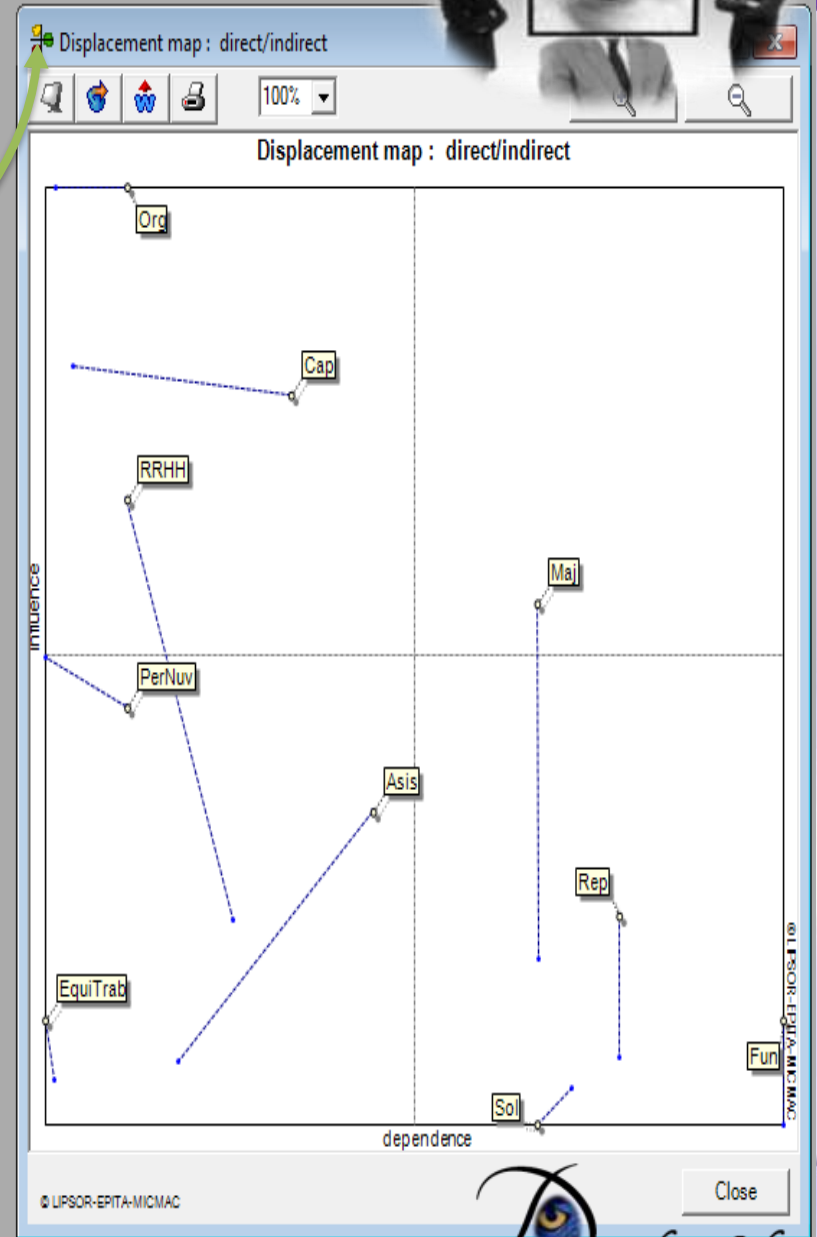 Displacement map : direct/indirect
100%
Displacement map : direct/indirect
Org
Cap
RRHH
Maj
influence
PerNuv
Asis
Rep
EquiTrab
Fun
Sol
© LIPSOR-EPITA-MICMAC
dependence
© LIPSOR-EPITA-MICMAC
Close